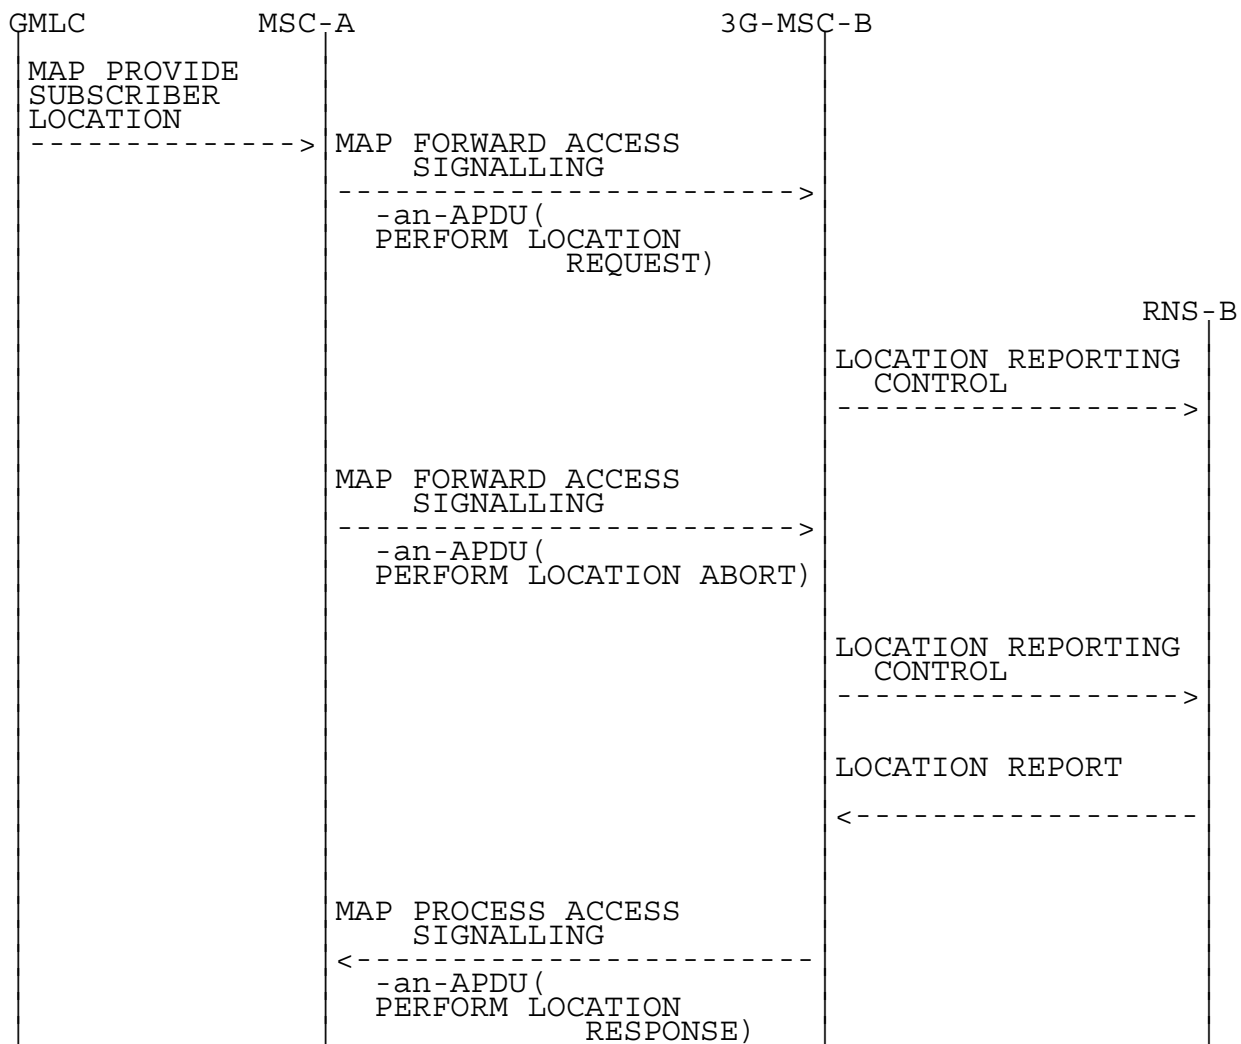 GMLC MSC-A 3G-MSC-B
MAP PROVIDE
SUBSCRIBER
LOCATION
--------------> MAP FORWARD ACCESS
SIGNALLING
------------------------>
-an-APDU(
PERFORM LOCATION
REQUEST)
RNS-B
LOCATION REPORTING
CONTROL
------------------>
MAP FORWARD ACCESS
SIGNALLING
------------------------>
-an-APDU(
PERFORM LOCATION ABORT)
LOCATION REPORTING
CONTROL
------------------>
LOCATION REPORT
<------------------
MAP PROCESS ACCESS
SIGNALLING
<------------------------
-an-APDU(
PERFORM LOCATION
RESPONSE)